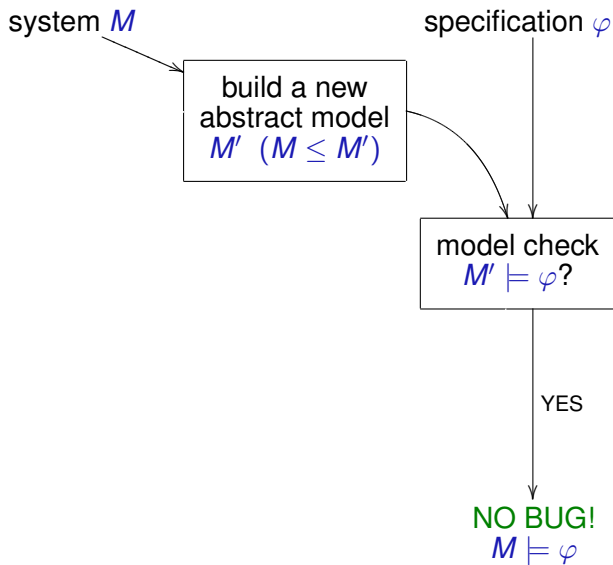 system M
specification φ
build a new
abstract model
M′ (M ≤ M′)
model check
M′ ⊨ φ?
YES
NO BUG!
M ⊨ φ